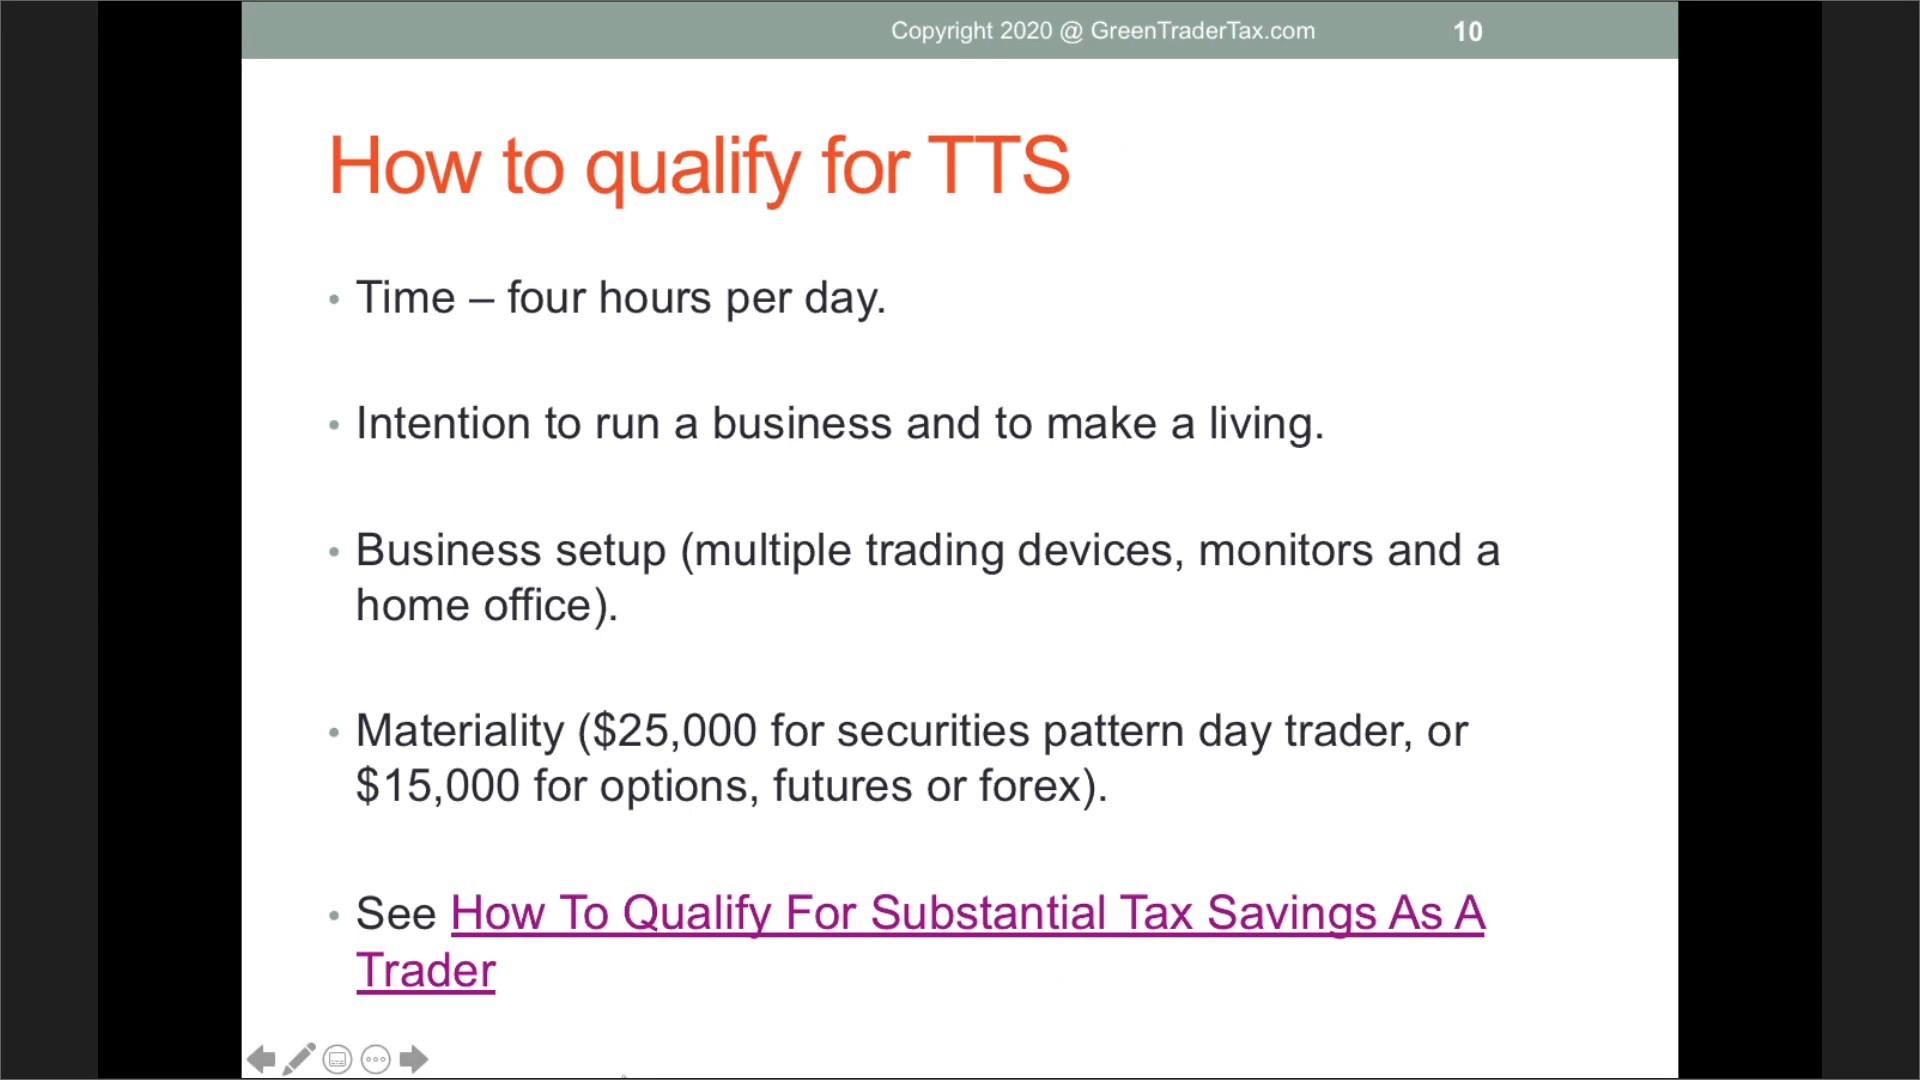 Copyright 2020 @ GreenTraderTax.com 10
How to qualify for TTS
• Time – four hours per day.
• Intention to run a business and to make a living.
• Business setup (multiple trading devices, monitors and a
home office).
• Materiality ($25,000 for securities pattern day trader, or
$15,000 for options, futures or forex).
• See How To Qualify For Substantial Tax Savings As A
Trader